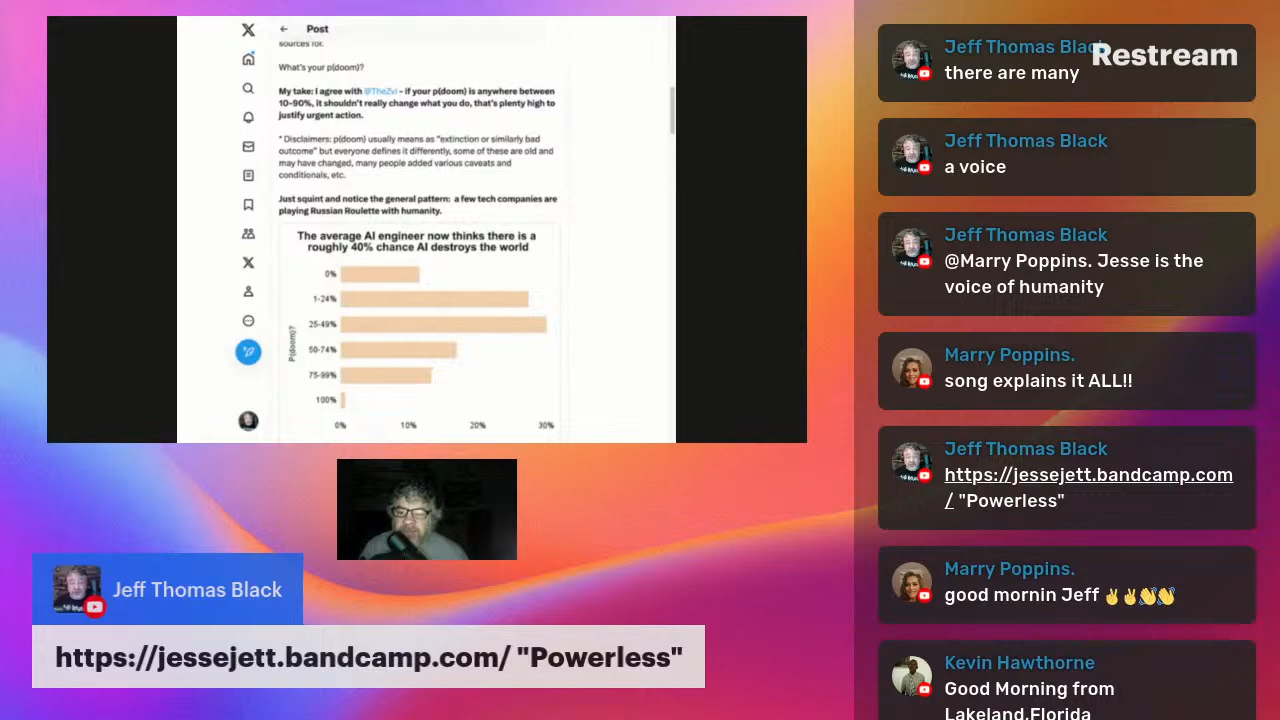 Post
sources for.
What's your p(doom)?
My take: I agree with @TheZvi - if your p(doom) is anywhere between
10-90%, it shouldn't really change what you do, that's plenty high to
justify urgent action.
* Disclaimers: p(doom) usually means as "extinction or similarly bad
outcome" but everyone defines it differently, some of these are old and
may have changed, many people added various caveats and
conditionals, etc.
Just squint and notice the general pattern: a few tech companies are
playing Russian Roulette with humanity.
The average AI engineer now thinks there is a
roughly 40% chance AI destroys the world
P(doom)?
0%
1-24%
25-49%
50-74%
75-99%
100%
0% 10% 20% 30%
Jeff Thomas Black
https://jessejett.bandcamp.com/ "Powerless"
Restream
Jeff Thomas Black
there are many
Jeff Thomas Black
a voice
Jeff Thomas Black
@Marry Poppins. Jesse is the
voice of humanity
Marry Poppins.
song explains it ALL!!
Jeff Thomas Black
https://jessejett.bandcamp.com
/ "Powerless"
Marry Poppins.
good mornin Jeff ✌️✌️👋👋
Kevin Hawthorne
Good Morning from
Lakeland,Florida